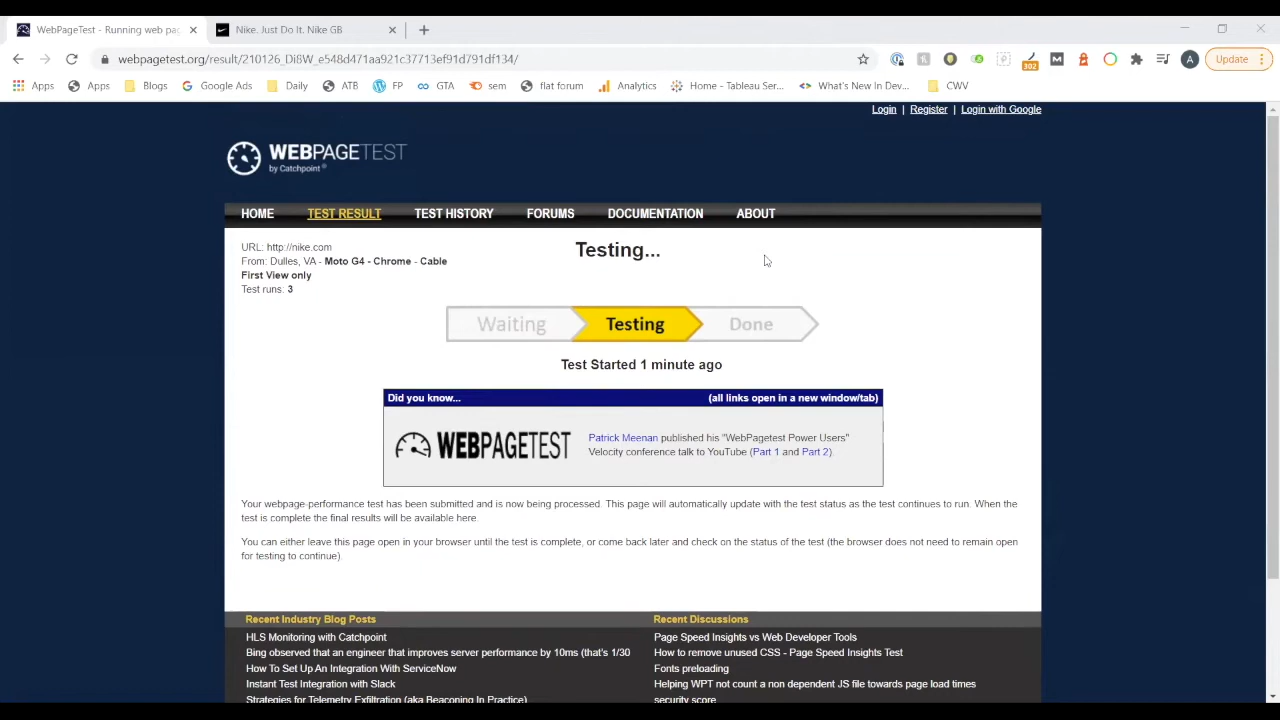 WebPageTest - Running web pag
Nike. Just Do It. Nike GB
webpagetest.org/result/210126_Di8W_e548d471aa921c37713ef91d791df134/
302
A
Update
Apps
Apps
Blogs
Google Ads
Daily
ATB
FP
GTA
sem
flat forum
Analytics
Home - Tableau Ser...
What's New In Dev...
CWV
Login | Register | Login with Google
WEBPAGETEST
by Catchpoint®
HOME
TEST RESULT
TEST HISTORY
FORUMS
DOCUMENTATION
ABOUT
URL: http://nike.com
From: Dulles, VA - Moto G4 - Chrome - Cable
First View only
Test runs: 3
Testing...
Waiting
Testing
Done
Test Started 1 minute ago
Did you know...
(all links open in a new window/tab)
WEBPAGETEST
Patrick Meenan published his "WebPagetest Power Users"
Velocity conference talk to YouTube (Part 1 and Part 2).
Your webpage-performance test has been submitted and is now being processed. This page will automatically update with the test status as the test continues to run. When the
test is complete the final results will be available here.
You can either leave this page open in your browser until the test is complete, or come back later and check on the status of the test (the browser does not need to remain open
for testing to continue).
Recent Industry Blog Posts
HLS Monitoring with Catchpoint
Bing observed that an engineer that improves server performance by 10ms (that's 1/30
How To Set Up An Integration With ServiceNow
Instant Test Integration with Slack
Strategies for Telemetry Exfiltration (aka Beaconing In Practice)
Recent Discussions
Page Speed Insights vs Web Developer Tools
How to remove unused CSS - Page Speed Insights Test
Fonts preloading
Helping WPT not count a non dependent JS file towards page load times
security score